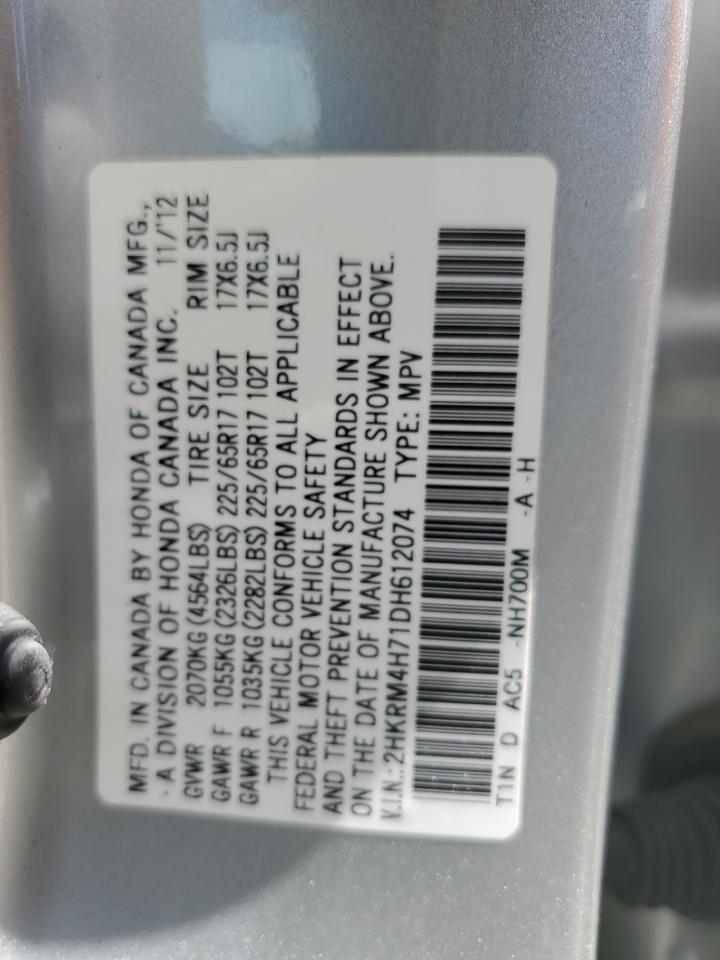 MFD. IN CANADA BY HONDA OF CANADA MFG.,
- A DIVISION OF HONDA CANADA INC. 11/'12
GVWR 2070KG(4564LBS) TIRE SIZE RIM SIZE
GAWR F 1055KG(2326LBS) 225/65R17 102T 17X6.5J
GAWR R 1035KG(2282LBS) 225/65R17 102T 17X6.5J
THIS VEHICLE CONFORMS TO ALL APPLICABLE
FEDERAL MOTOR VEHICLE SAFETY
AND THEFT PREVENTION STANDARDS IN EFFECT
ON THE DATE OF MANUFACTURE SHOWN ABOVE.
V.I.N.: 2HKRM4H71DH612074 TYPE: MPV
T1N D AC5 -NH700M -A -H